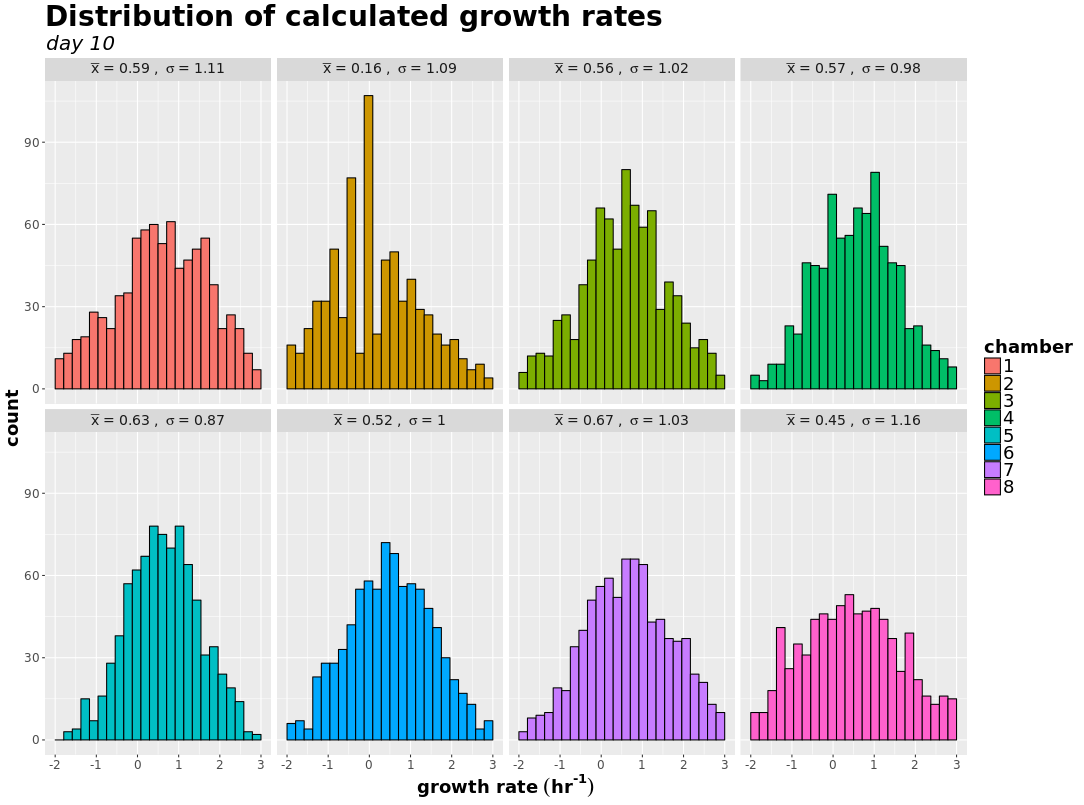 Distribution of calculated growth rates
day 10
x̅ = 0.59 , σ = 1.11
x̅ = 0.16 , σ = 1.09
x̅ = 0.56 , σ = 1.02
x̅ = 0.57 , σ = 0.98
90
60
30
0
x̅ = 0.63 , σ = 0.87
x̅ = 0.52 , σ = 1
x̅ = 0.67 , σ = 1.03
x̅ = 0.45 , σ = 1.16
90
60
30
0
-2 -1 0 1 2 3
-2 -1 0 1 2 3
-2 -1 0 1 2 3
-2 -1 0 1 2 3
count
growth rate (hr⁻¹)
chamber
1
2
3
4
5
6
7
8